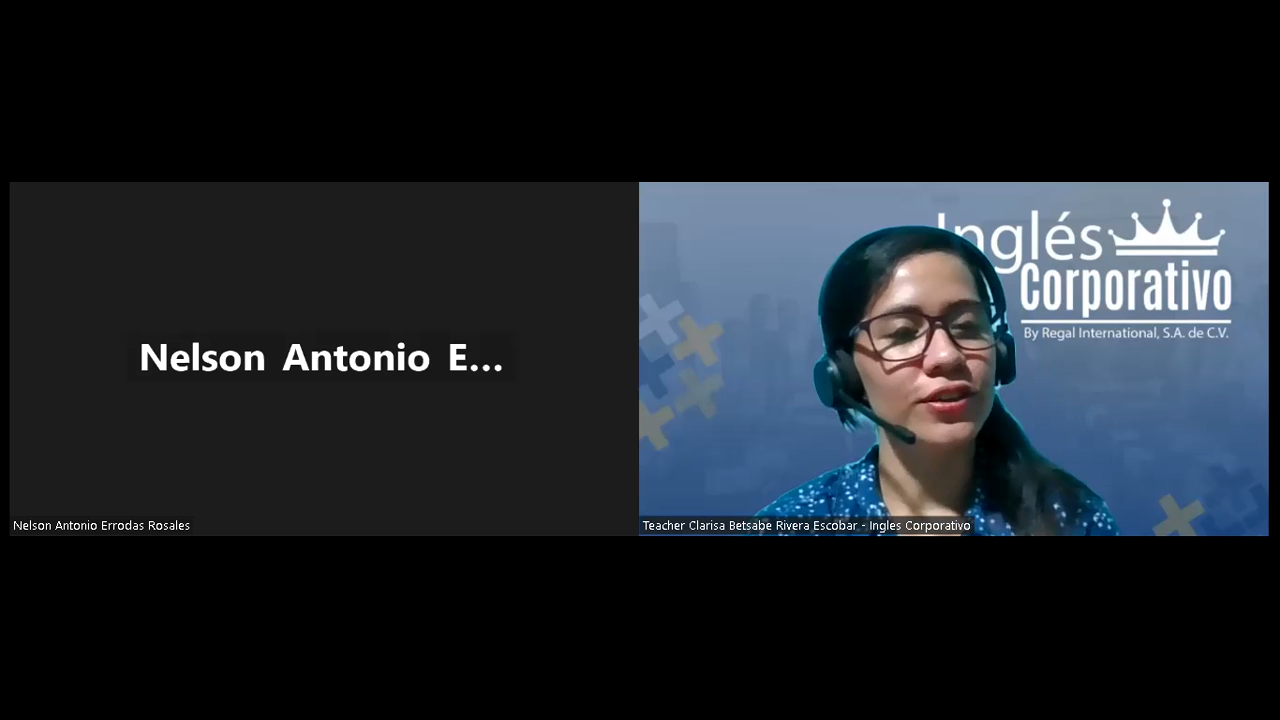 Nelson Antonio E...
Nelson Antonio Errodas Rosales
Inglés
Corporativo
By Regal International, S.A. de C.V.
Teacher Clarisa Betsabe Rivera Escobar - Ingles Corporativo